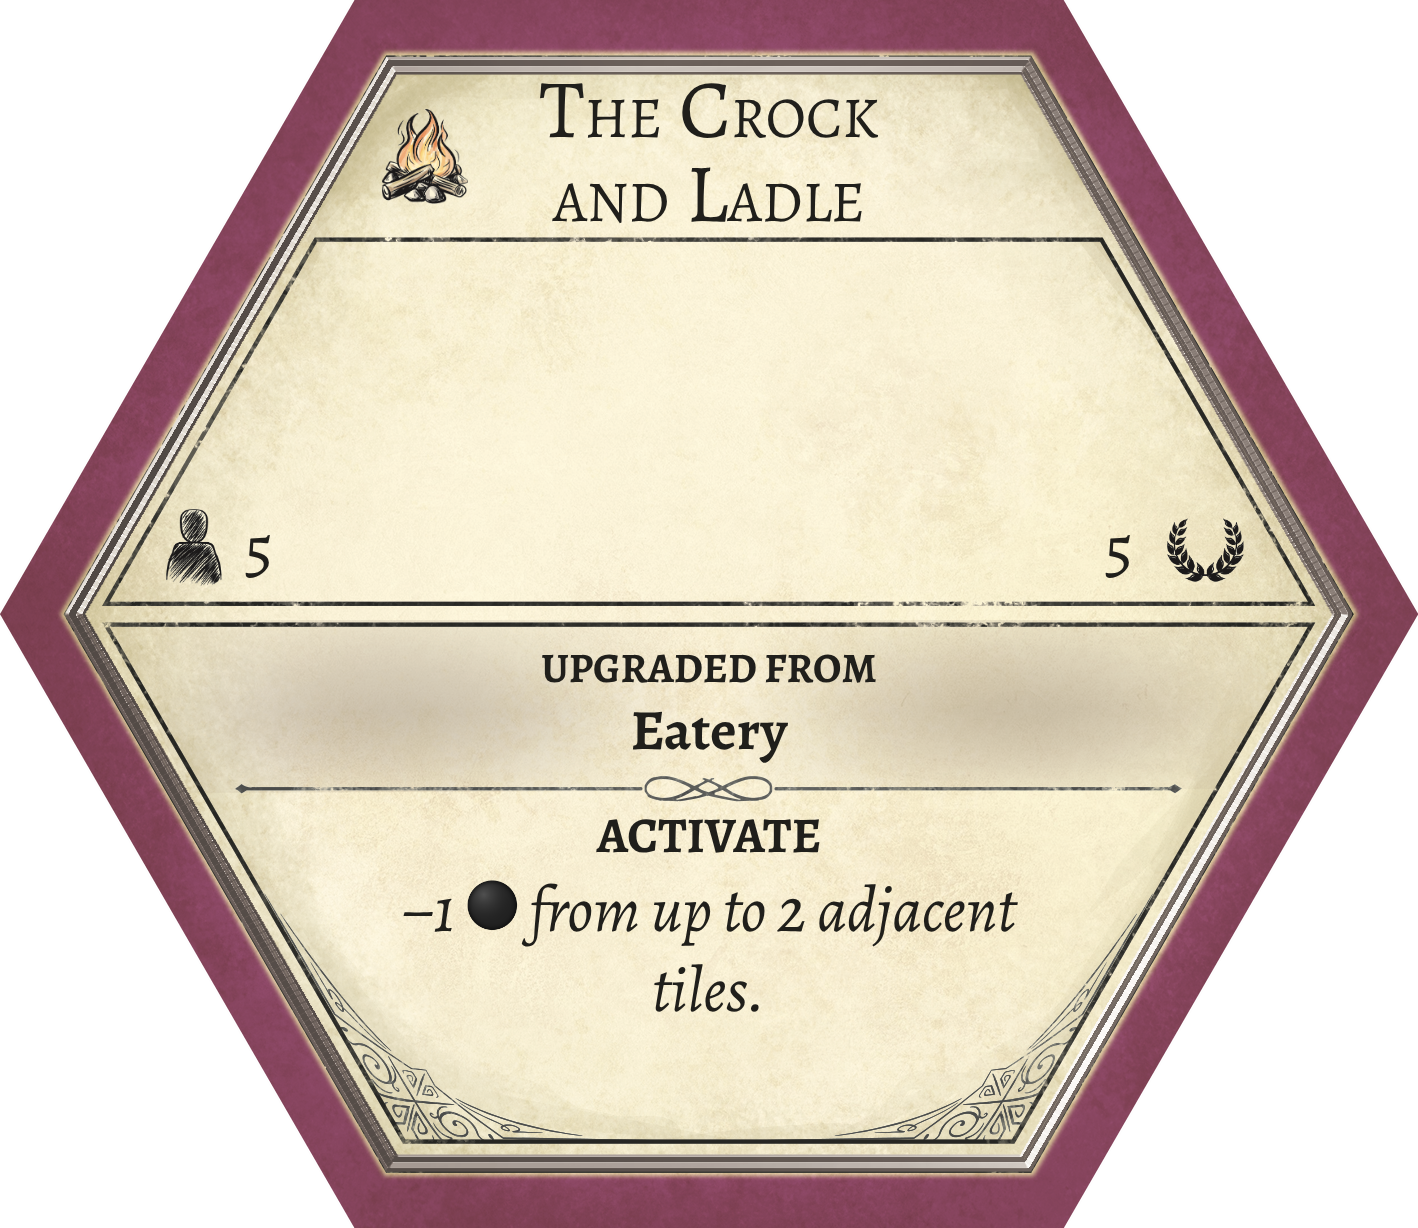 The Crock
and Ladle
5
5
UPGRADED FROM
Eatery
ACTIVATE
–1 from up to 2 adjacent
tiles.